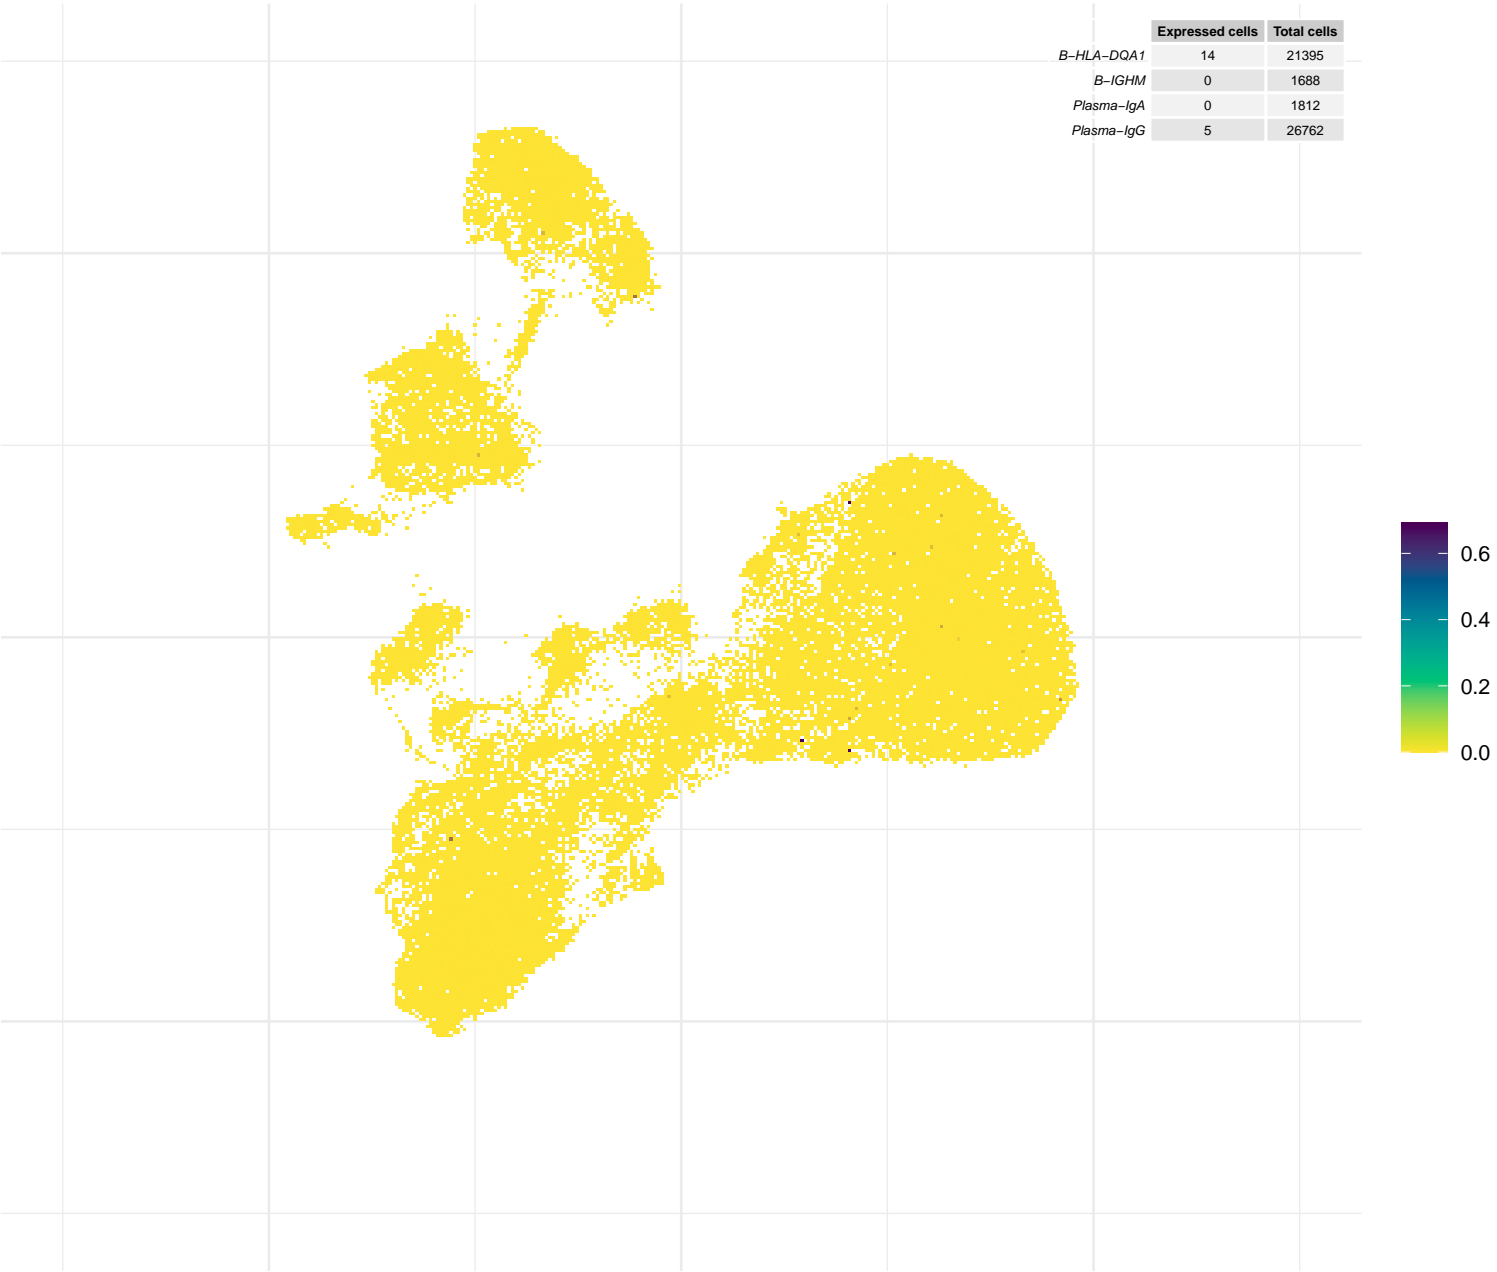 Expressed cells Total cells
B−HLA−DQA1 14 21395
B−IGHM 0 1688
Plasma−IgA 0 1812
Plasma−IgG 5 26762
0.6
0.4
0.2
0.0